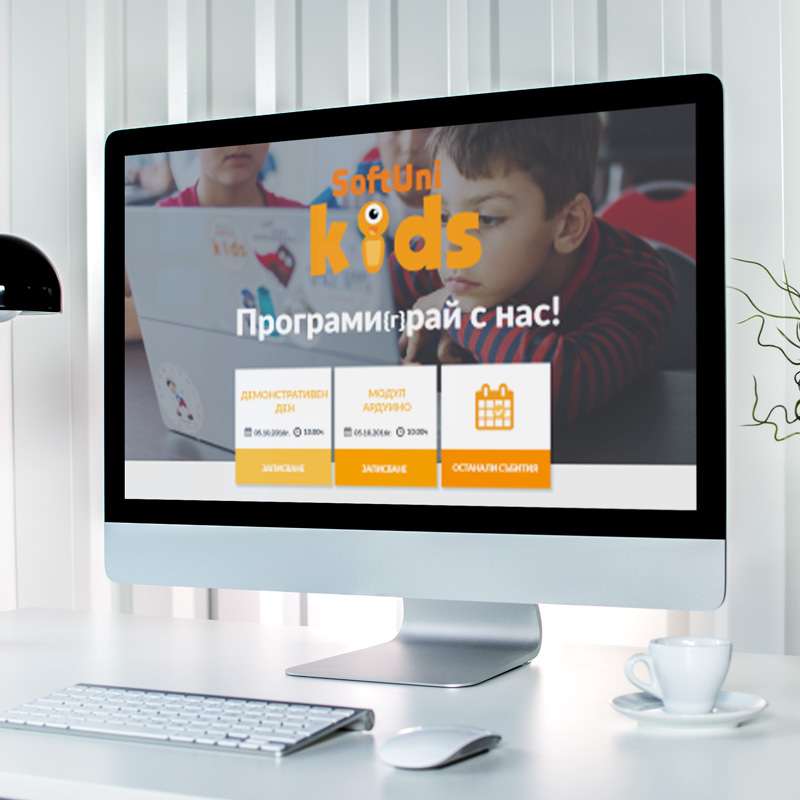 SoftUni
kids
Програми{г}рай с нас!
ДЕМОНСТРАТИВЕН
ДЕН
05.10.2016г. 10:00ч.
ЗАПИСВАНЕ
МОДУЛ
АРДУИНО
05.10.2016г. 10:00ч.
ЗАПИСВАНЕ
ОСТАНАЛИ СЪБИТИЯ
kids